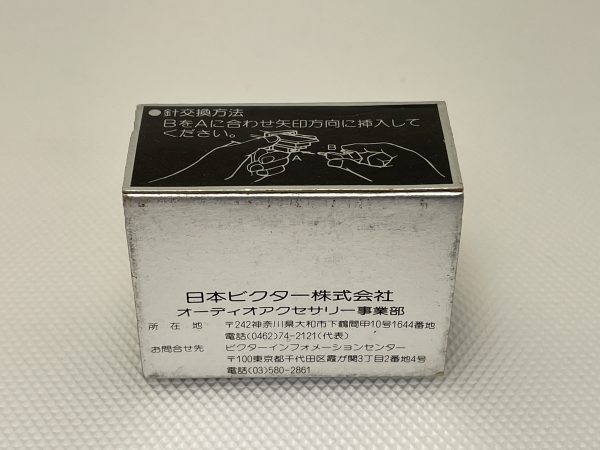 ●針交換方法
BをAに合わせ矢印方向に挿入して
ください。
A
B
日本ビクター株式会社
オーディオアクセサリー事業部
所在地 〒242神奈川県大和市下鶴間甲10号1644番地
電話(0462)74-2121(代表)
お問合せ先 ビクターインフォメーションセンター
〒100東京都千代田区霞が関3丁目2番地4号
電話(03)580-2861